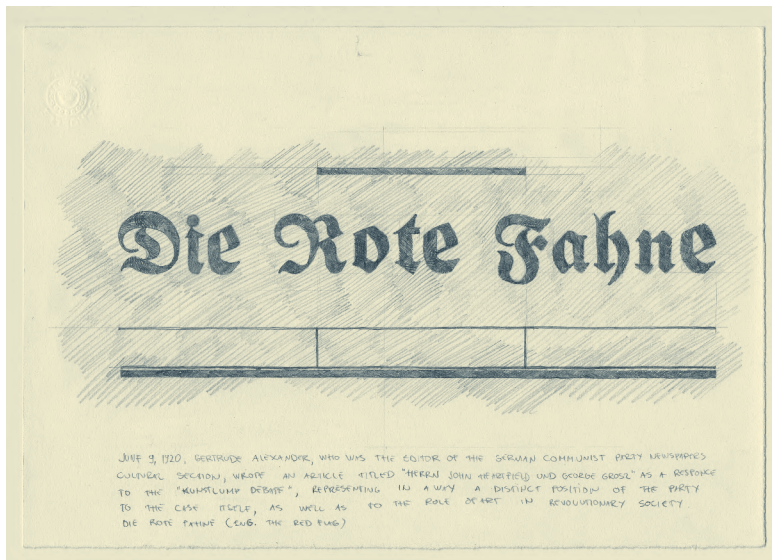 Die Rote Fahne
JUNE 9, 1920, GERTRUDE ALEXANDER, WHO WAS THE EDITOR OF THE GERMAN COMMUNIST PARTY NEWSPAPERS
CULTURAL SECTION, WROTE AN ARTICLE TITLED "HERRN JOHN HEARTFIELD UND GEORGE GROSZ" AS A RESPONCE
TO THE "KUNSTLUMP DEBATE", REPRESENTING IN A WAY A DISTINCT POSITION OF THE PARTY
TO THE CASE ITSELF, AS WELL AS TO THE ROLE OF ART IN REVOLUTIONARY SOCIETY
DIE ROTE FAHNE (ENG. THE RED FLAG)